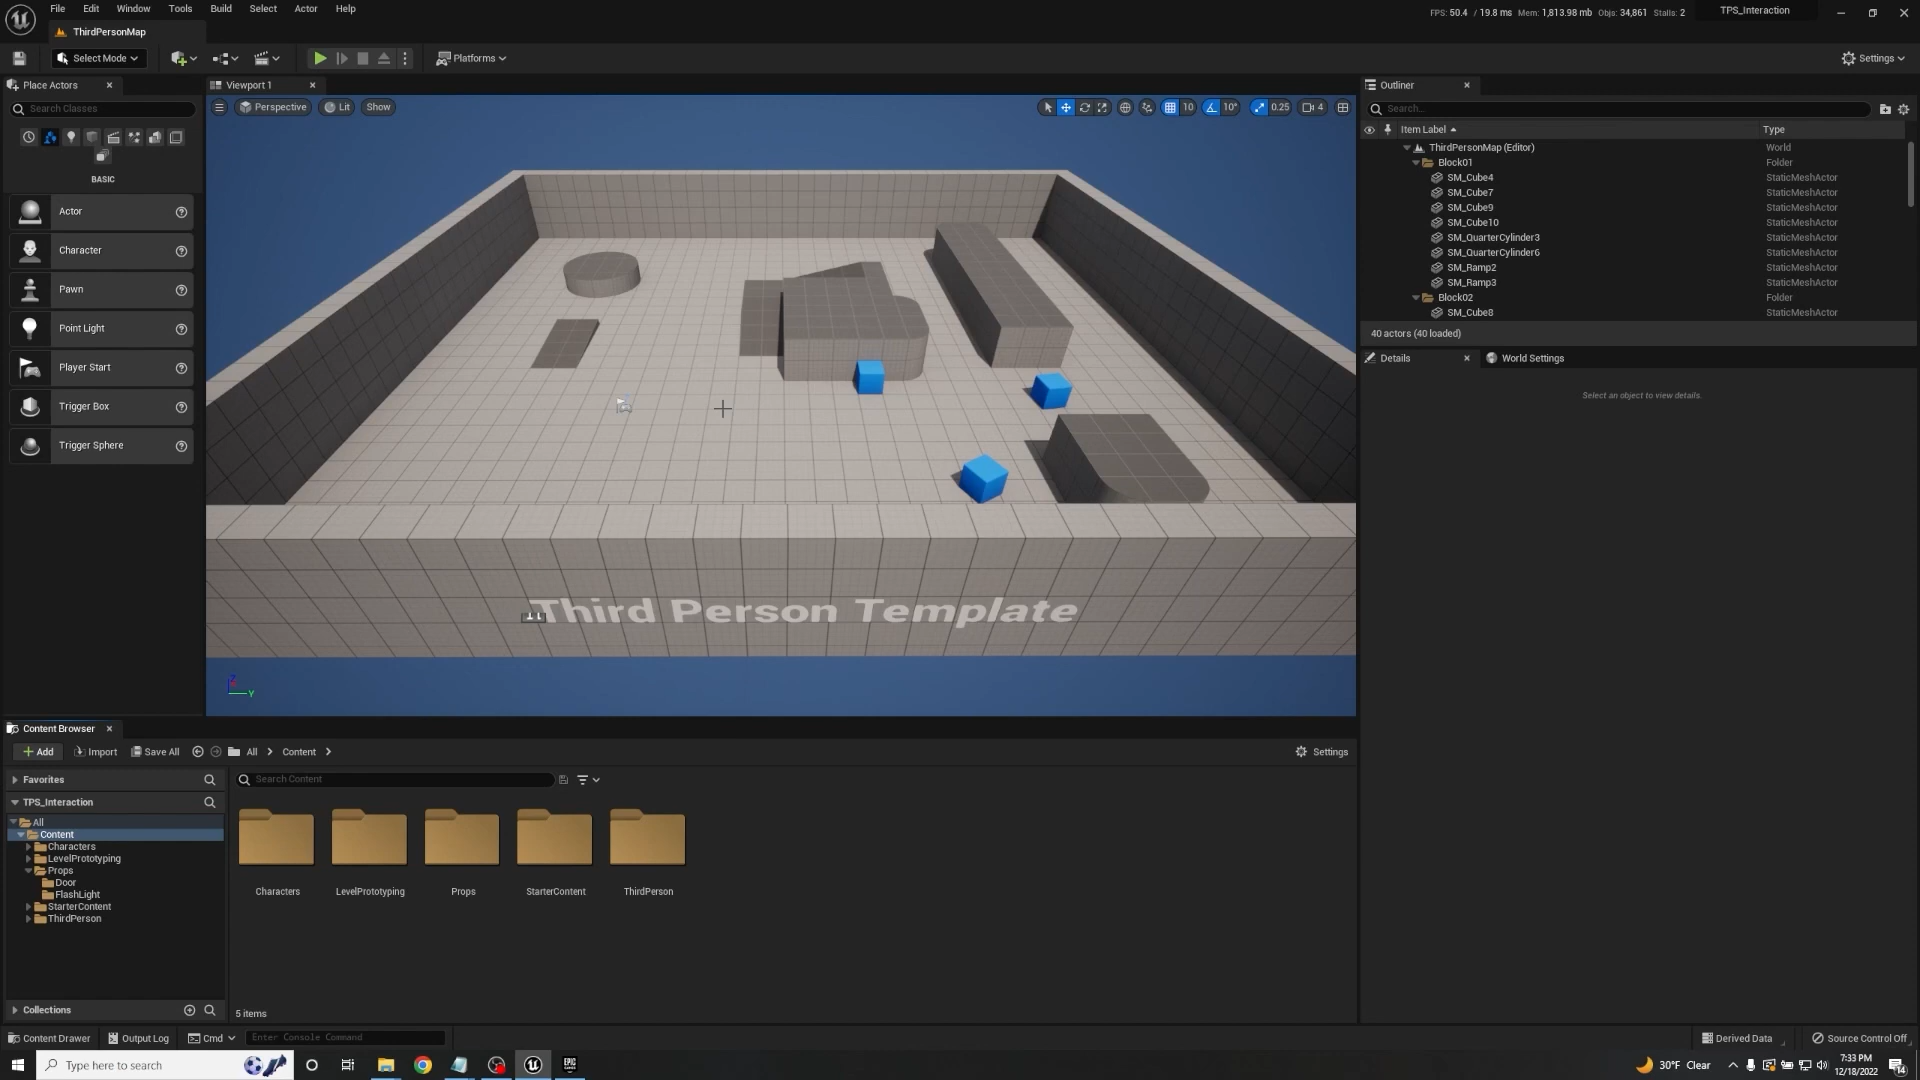 File Edit Window Tools Build Select Actor Help
FPS: 50.4 / 19.8 ms Mem: 1,813.98 mb Objs: 34,861 Stalls: 2
TPS_Interaction
ThirdPersonMap
Select Mode
Platforms
Settings
Place Actors
Viewport 1
Outliner
Search Classes
Perspective Lit Show
10 10° 0.25 4
Search...
Item Label Type
ThirdPersonMap (Editor) World
Block01 Folder
SM_Cube4 StaticMeshActor
SM_Cube7 StaticMeshActor
SM_Cube9 StaticMeshActor
SM_Cube10 StaticMeshActor
SM_QuarterCylinder3 StaticMeshActor
SM_QuarterCylinder6 StaticMeshActor
SM_Ramp2 StaticMeshActor
SM_Ramp3 StaticMeshActor
Block02 Folder
SM_Cube8 StaticMeshActor
40 actors (40 loaded)
BASIC
Actor
Character
Pawn
Point Light
Player Start
Trigger Box
Trigger Sphere
Details World Settings
Select an object to view details.
Third Person Template
Z
Y
Content Browser
Add Import Save All All Content Settings
Favorites
Search Content
TPS_Interaction
All
Content
Characters
LevelPrototyping
Props
Door
FlashLight
StarterContent
ThirdPerson
Characters LevelPrototyping Props StarterContent ThirdPerson
Collections
5 items
Content Drawer Output Log Cmd Enter Console Command Derived Data Source Control Off
Type here to search
EPIC
30°F Clear
7:33 PM
12/18/2022
14